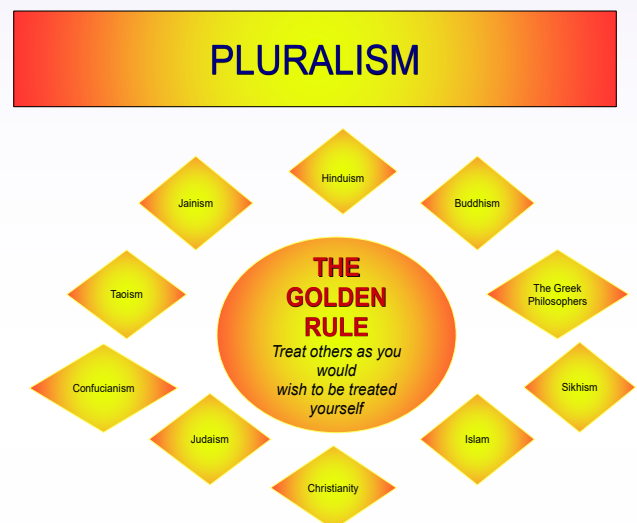 PLURALISM
Hinduism
Jainism
Buddhism
THE
GOLDEN
RULE
Treat others as you
would
wish to be treated
yourself
Taoism
The Greek
Philosophers
Confucianism
Sikhism
Judaism
Islam
Christianity